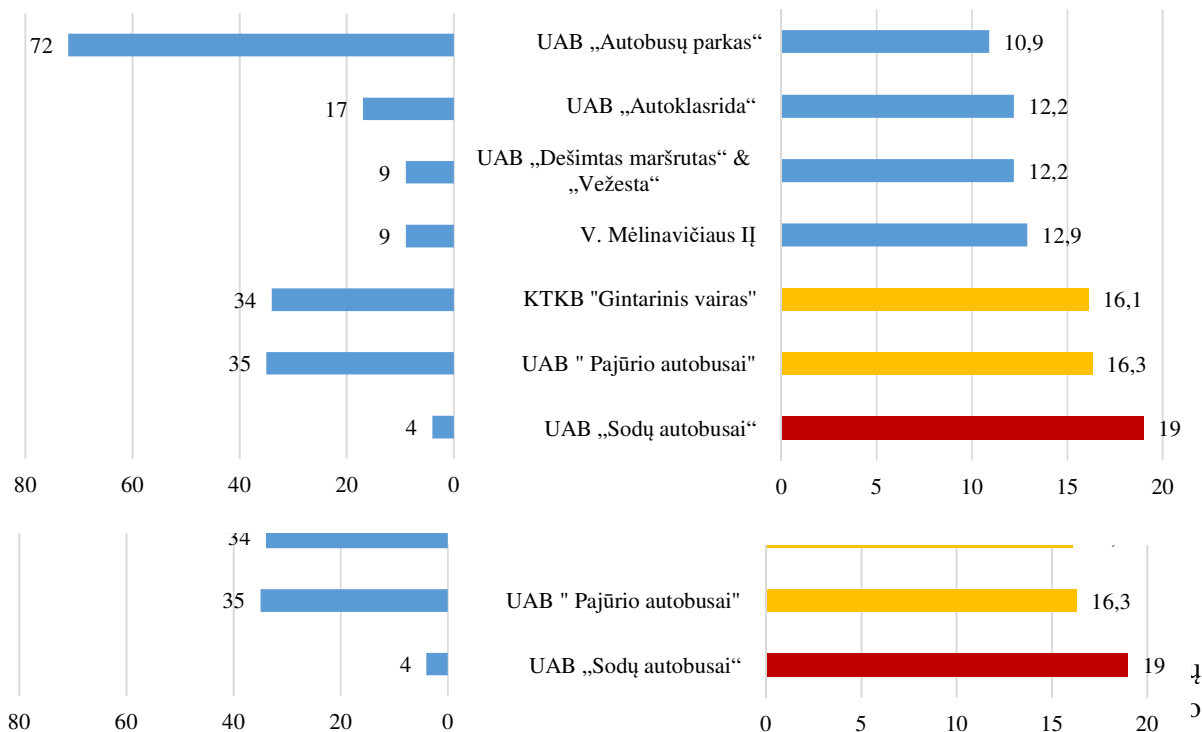 72 UAB „Autobusų parkas“ 10,9
17 UAB „Autoklasrida“ 12,2
9 UAB „Dešimtas maršrutas“ & „Vežesta“ 12,2
9 V. Mėlinavičiaus IĮ 12,9
34 KTKB "Gintarinis vairas" 16,1
35 UAB " Pajūrio autobusai" 16,3
4 UAB „Sodų autobusai“ 19
80 60 40 20 0 0 5 10 15 20
34
35 UAB " Pajūrio autobusai" 16,3
4 UAB „Sodų autobusai“ 19
80 60 40 20 0 0 5 10 15 20